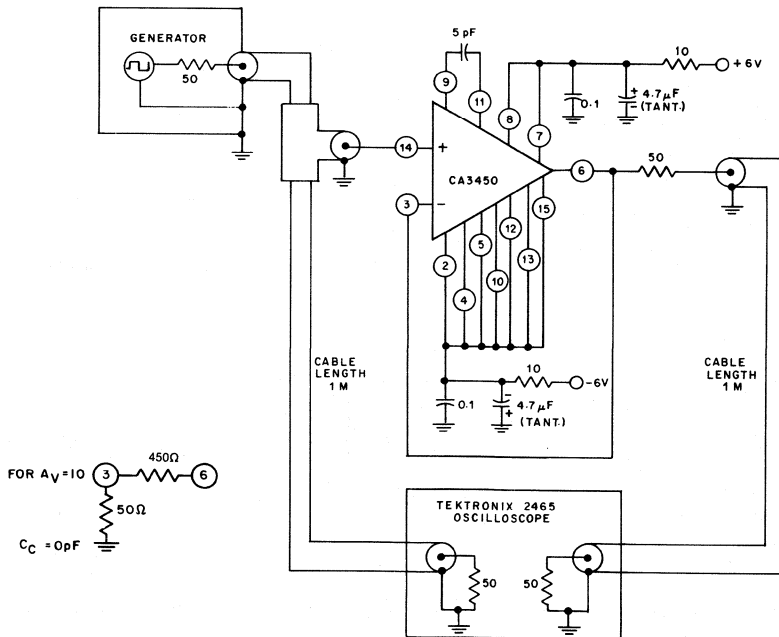 GENERATOR
50
5 pF
9
11
8
7
10
+6V
0.1
+
−
4.7µF
(TANT.)
14
+
CA3450
6
50
3
−
15
12
5
2
13
10
4
CABLE
LENGTH
1 M
CABLE
LENGTH
1 M
10
−6V
0.1
−
+
4.7µF
(TANT.)
450Ω
FOR AV=10
3
6
50Ω
CC = 0pF
TEKTRONIX 2465
OSCILLOSCOPE
50
50